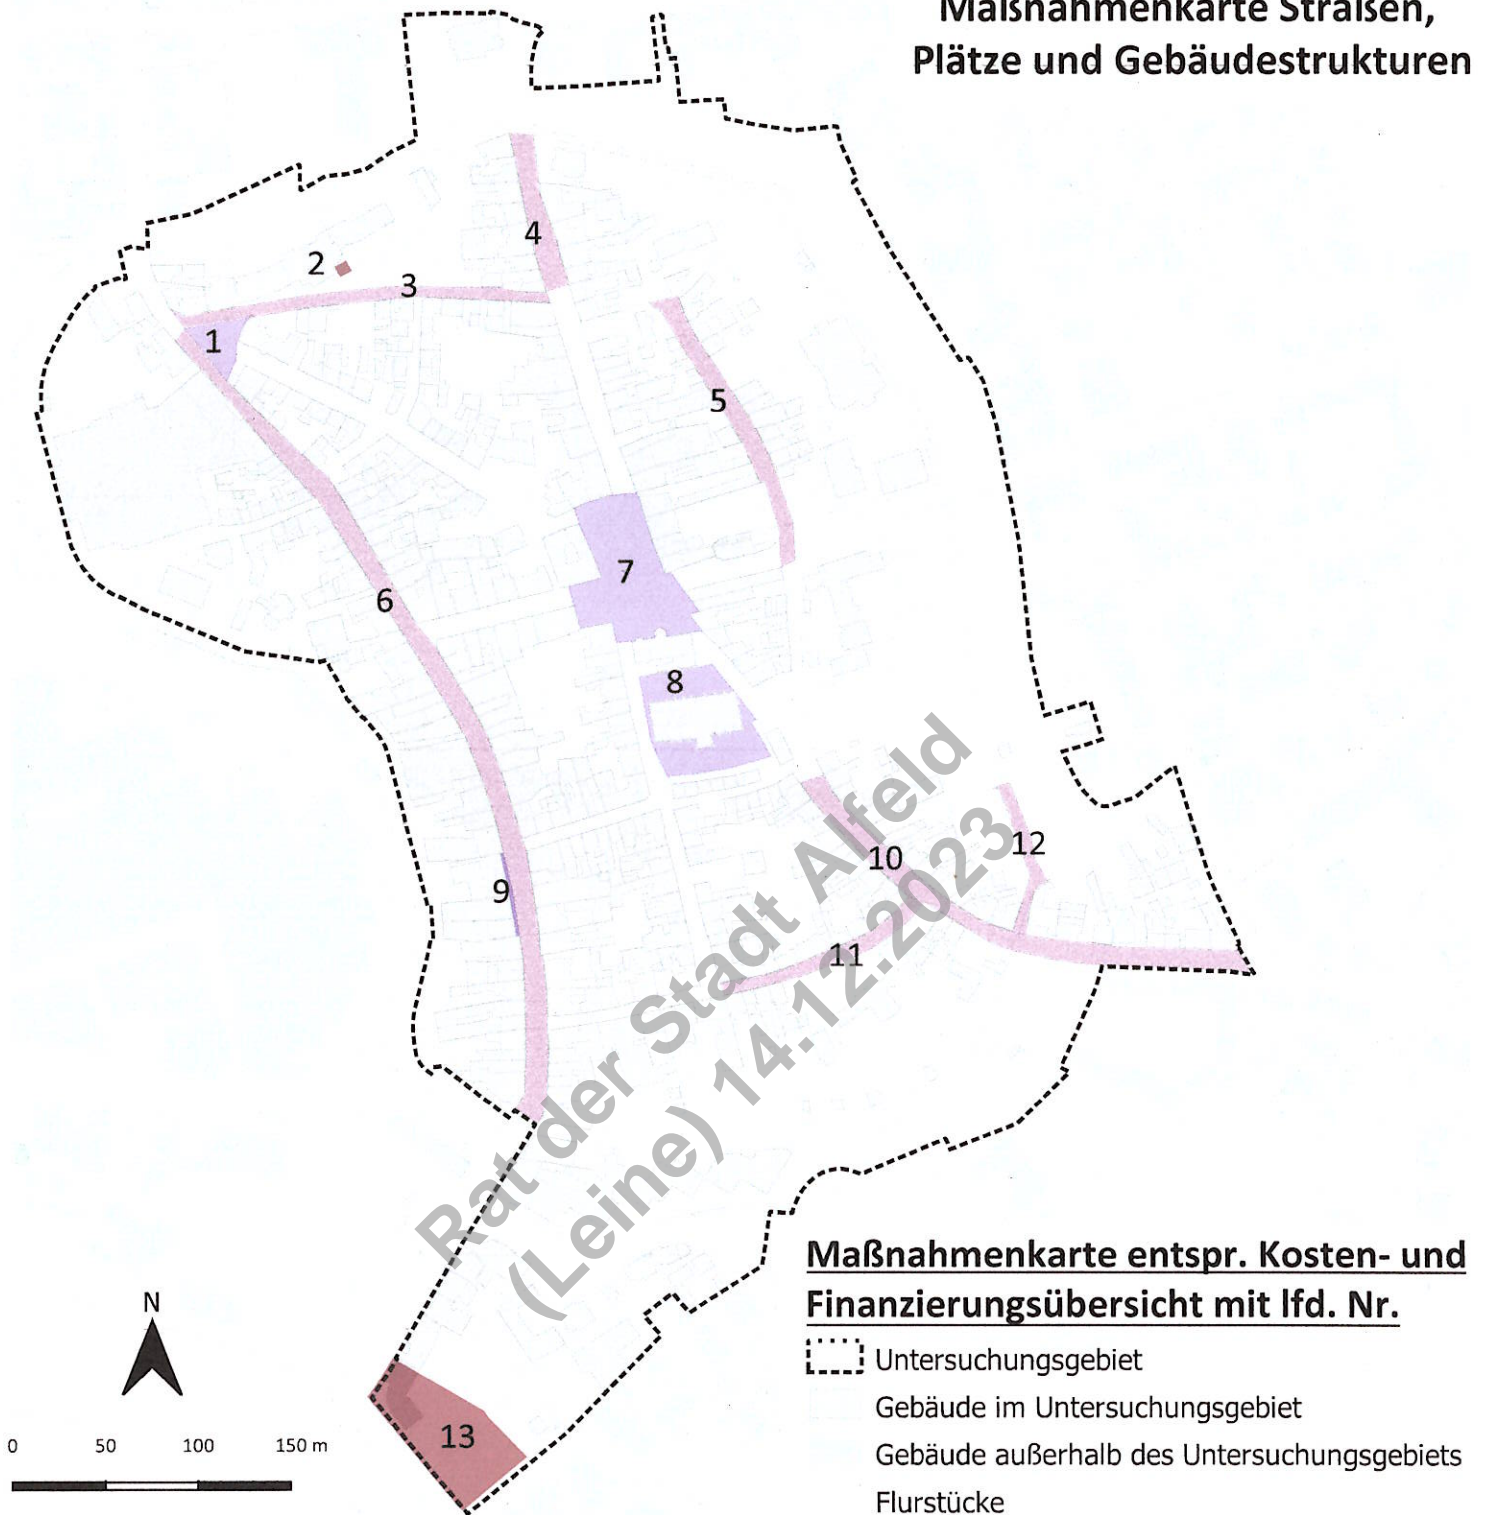 Maßnahmenkarte Straßen,
Plätze und Gebäudestrukturen
4
2
3
1
5
7
6
8
12
10
9
11
Rat der Stadt Alfeld
(Leine) 14.12.2023
13
N
0 50 100 150 m
Maßnahmenkarte entspr. Kosten- und
Finanzierungsübersicht mit lfd. Nr.
Untersuchungsgebiet
Gebäude im Untersuchungsgebiet
Gebäude außerhalb des Untersuchungsgebiets
Flurstücke